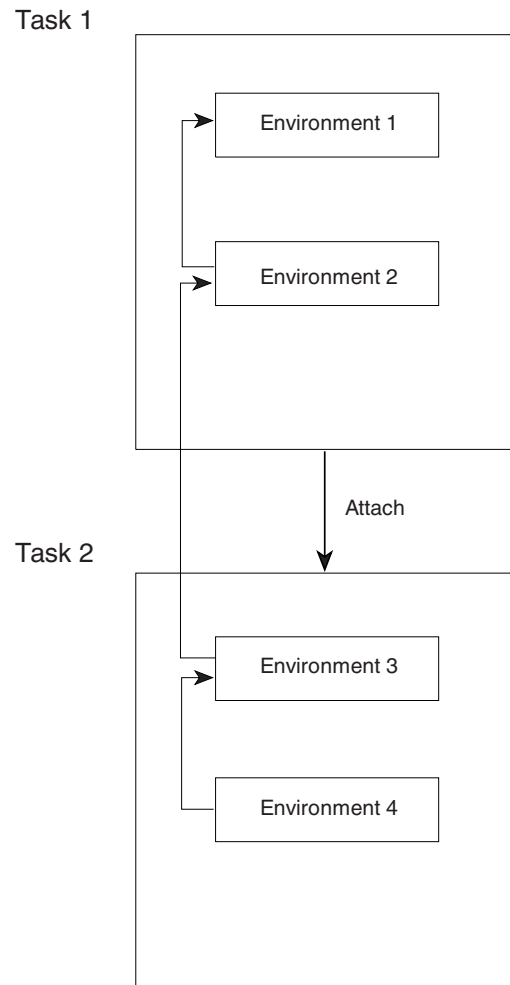 Task 1
Environment 1
Environment 2
Attach
Task 2
Environment 3
Environment 4